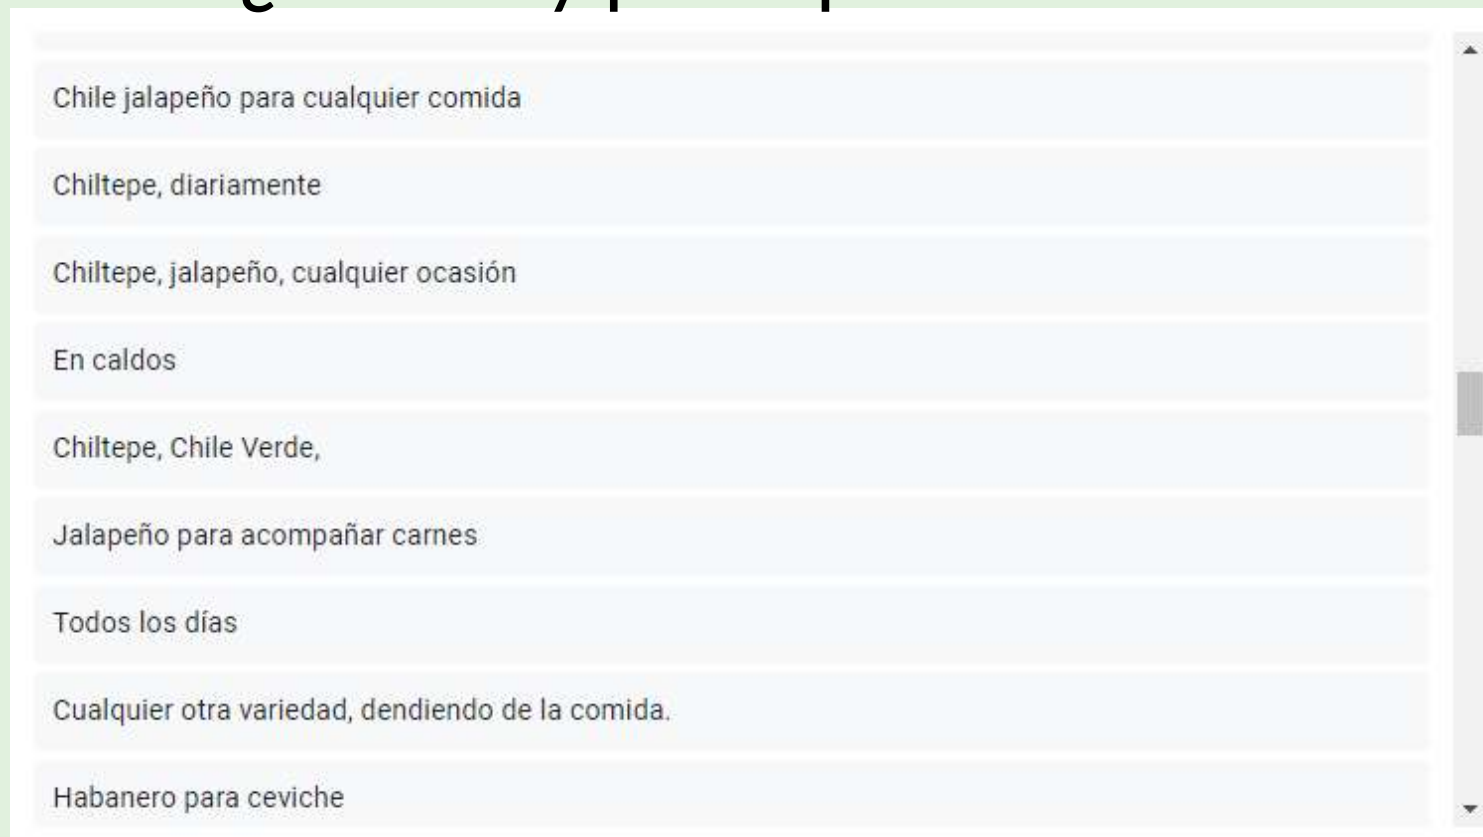 Chile jalapeño para cualquier comida
Chiltepe, diariamente
Chiltepe, jalapeño, cualquier ocasión
En caldos
Chiltepe, Chile Verde,
Jalapeño para acompañar carnes
Todos los días
Cualquier otra variedad, dendiendo de la comida.
Habanero para ceviche